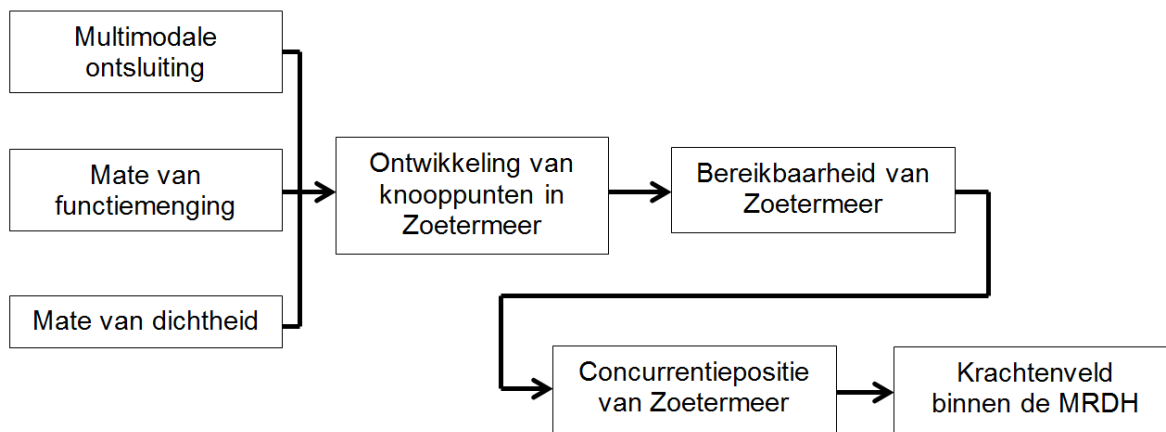 Multimodale
ontsluiting
Mate van
functiemenging
Mate van dichtheid
Ontwikkeling van
knooppunten in
Zoetermeer
Bereikbaarheid van
Zoetermeer
Concurrentiepositie
van Zoetermeer
Krachtenveld
binnen de MRDH